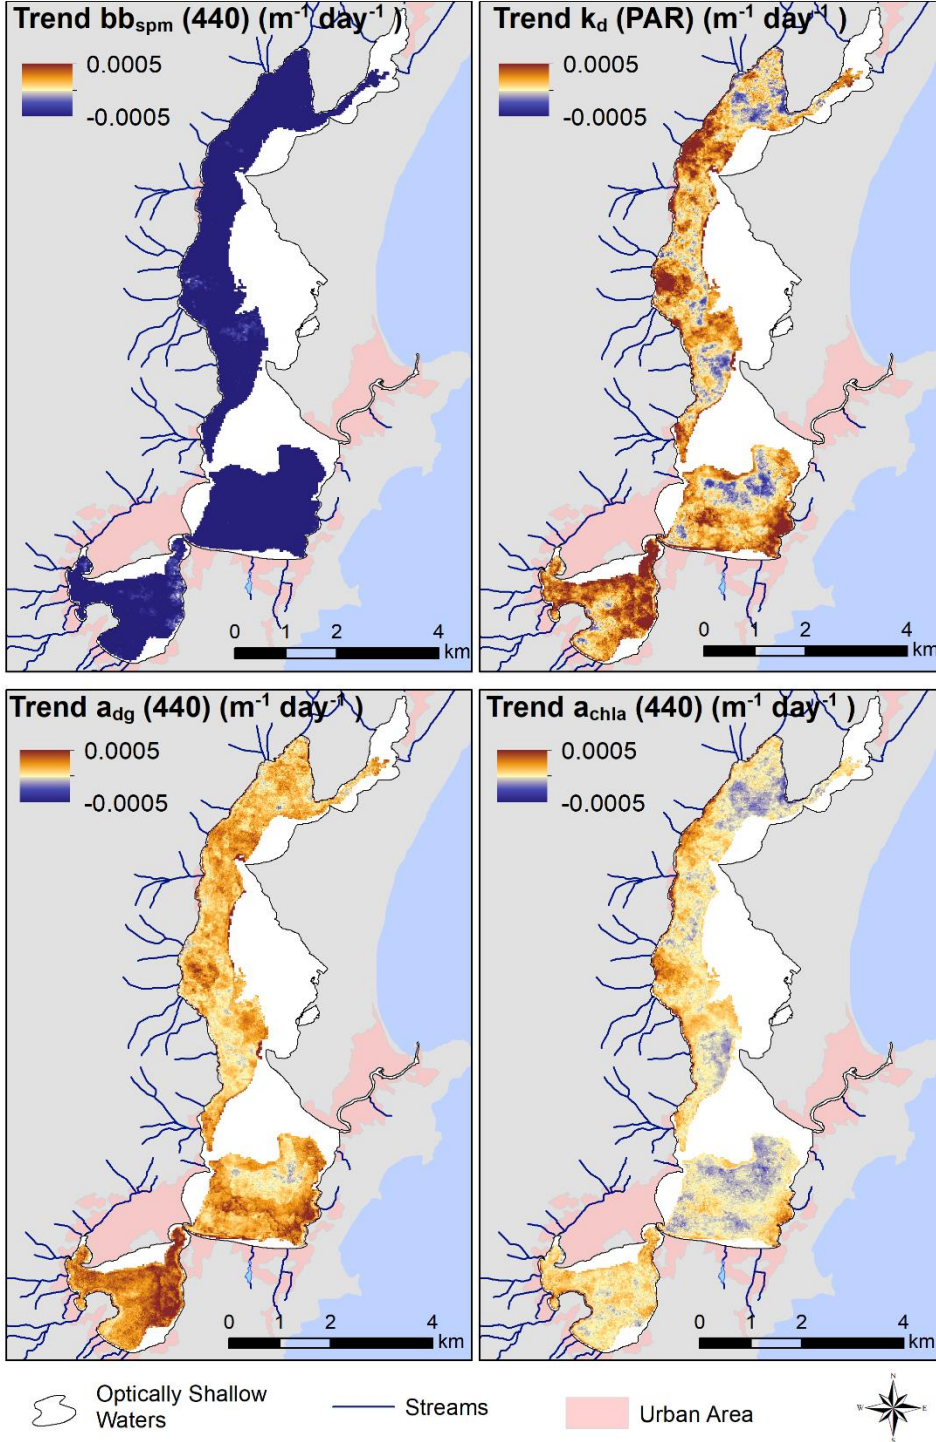 Trend bbspm (440) (m⁻¹ day⁻¹ )
0.0005
-0.0005
0 1 2 4
km
Trend kd (PAR) (m⁻¹ day⁻¹ )
0.0005
-0.0005
0 1 2 4
km
Trend adg (440) (m⁻¹ day⁻¹ )
0.0005
-0.0005
0 1 2 4
km
Trend achla (440) (m⁻¹ day⁻¹ )
0.0005
-0.0005
0 1 2 4
km
Optically Shallow
Waters
Streams
Urban Area
N
W E
S